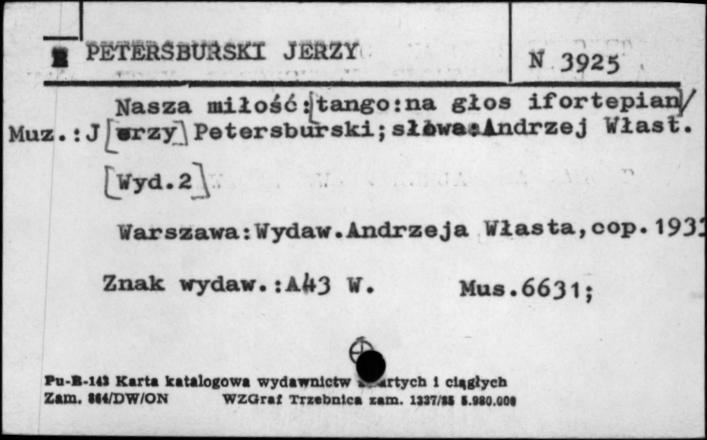 PETERSBURSKI JERZY
N 3925
Nasza miłość:[tango:na głos ifortepian/
Muz.:J[erzy] Petersburski;słowa:Andrzej Włast.
[Wyd.2]
Warszawa:Wydaw.Andrzeja Własta,cop.193
Znak wydaw.:A43 W. Mus.6631;
Pu-B-143 Karta katalogowa wydawnictw artych i ciągłych
Zam. 864/DW/ON WZGraf Trzebnica zam. 1337/85 5.980.000